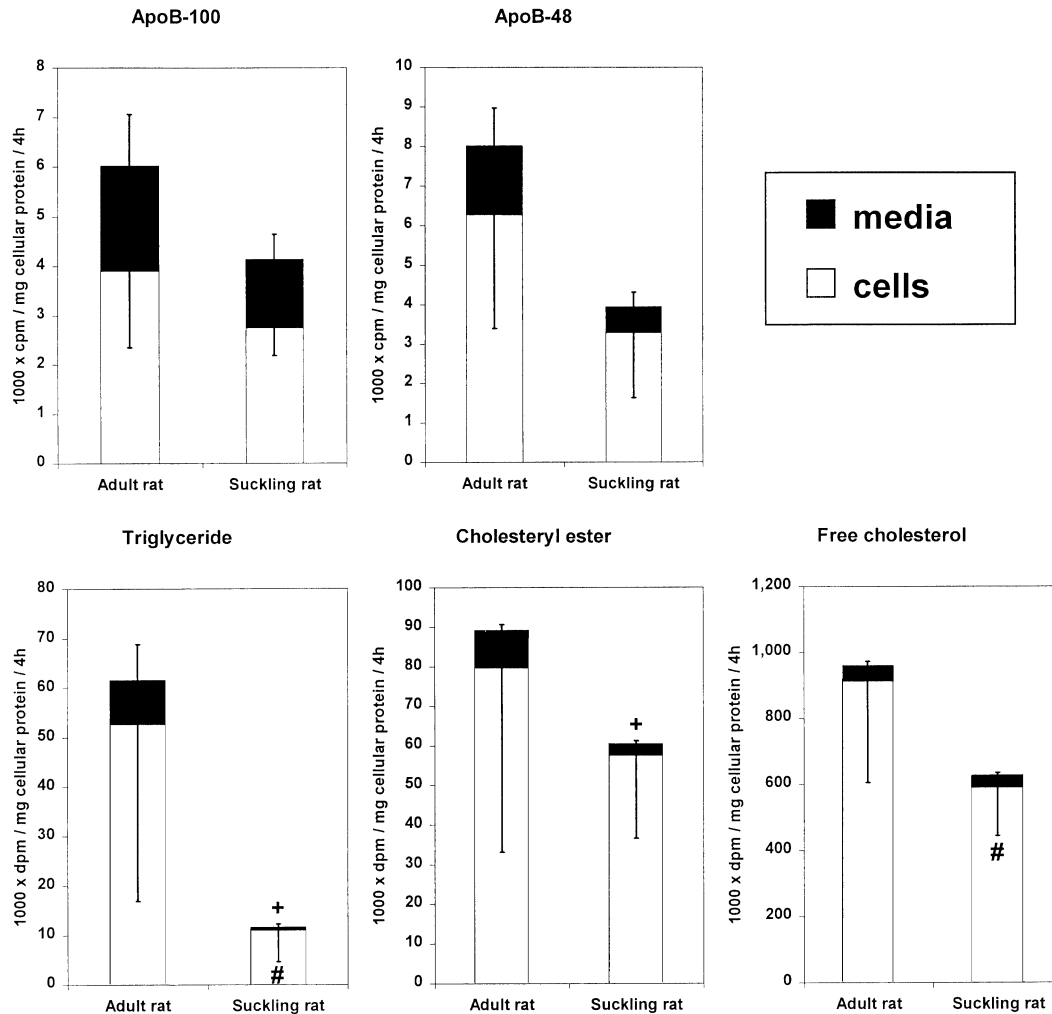 ApoB-100
ApoB-48
1000 x cpm / mg cellular protein / 4h
8
7
6
5
4
3
2
1
0
Adult rat
Suckling rat
1000 x cpm / mg cellular protein / 4h
10
9
8
7
6
5
4
3
2
1
0
Adult rat
Suckling rat
media
cells
Triglyceride
Cholesteryl ester
Free cholesterol
1000 x dpm / mg cellular protein / 4h
80
70
60
50
40
30
20
10
0
+
#
Adult rat
Suckling rat
1000 x dpm / mg cellular protein / 4h
100
90
80
70
60
50
40
30
20
10
0
+
Adult rat
Suckling rat
1000 x dpm / mg cellular protein / 4h
1,200
1,000
800
600
400
200
0
#
Adult rat
Suckling rat